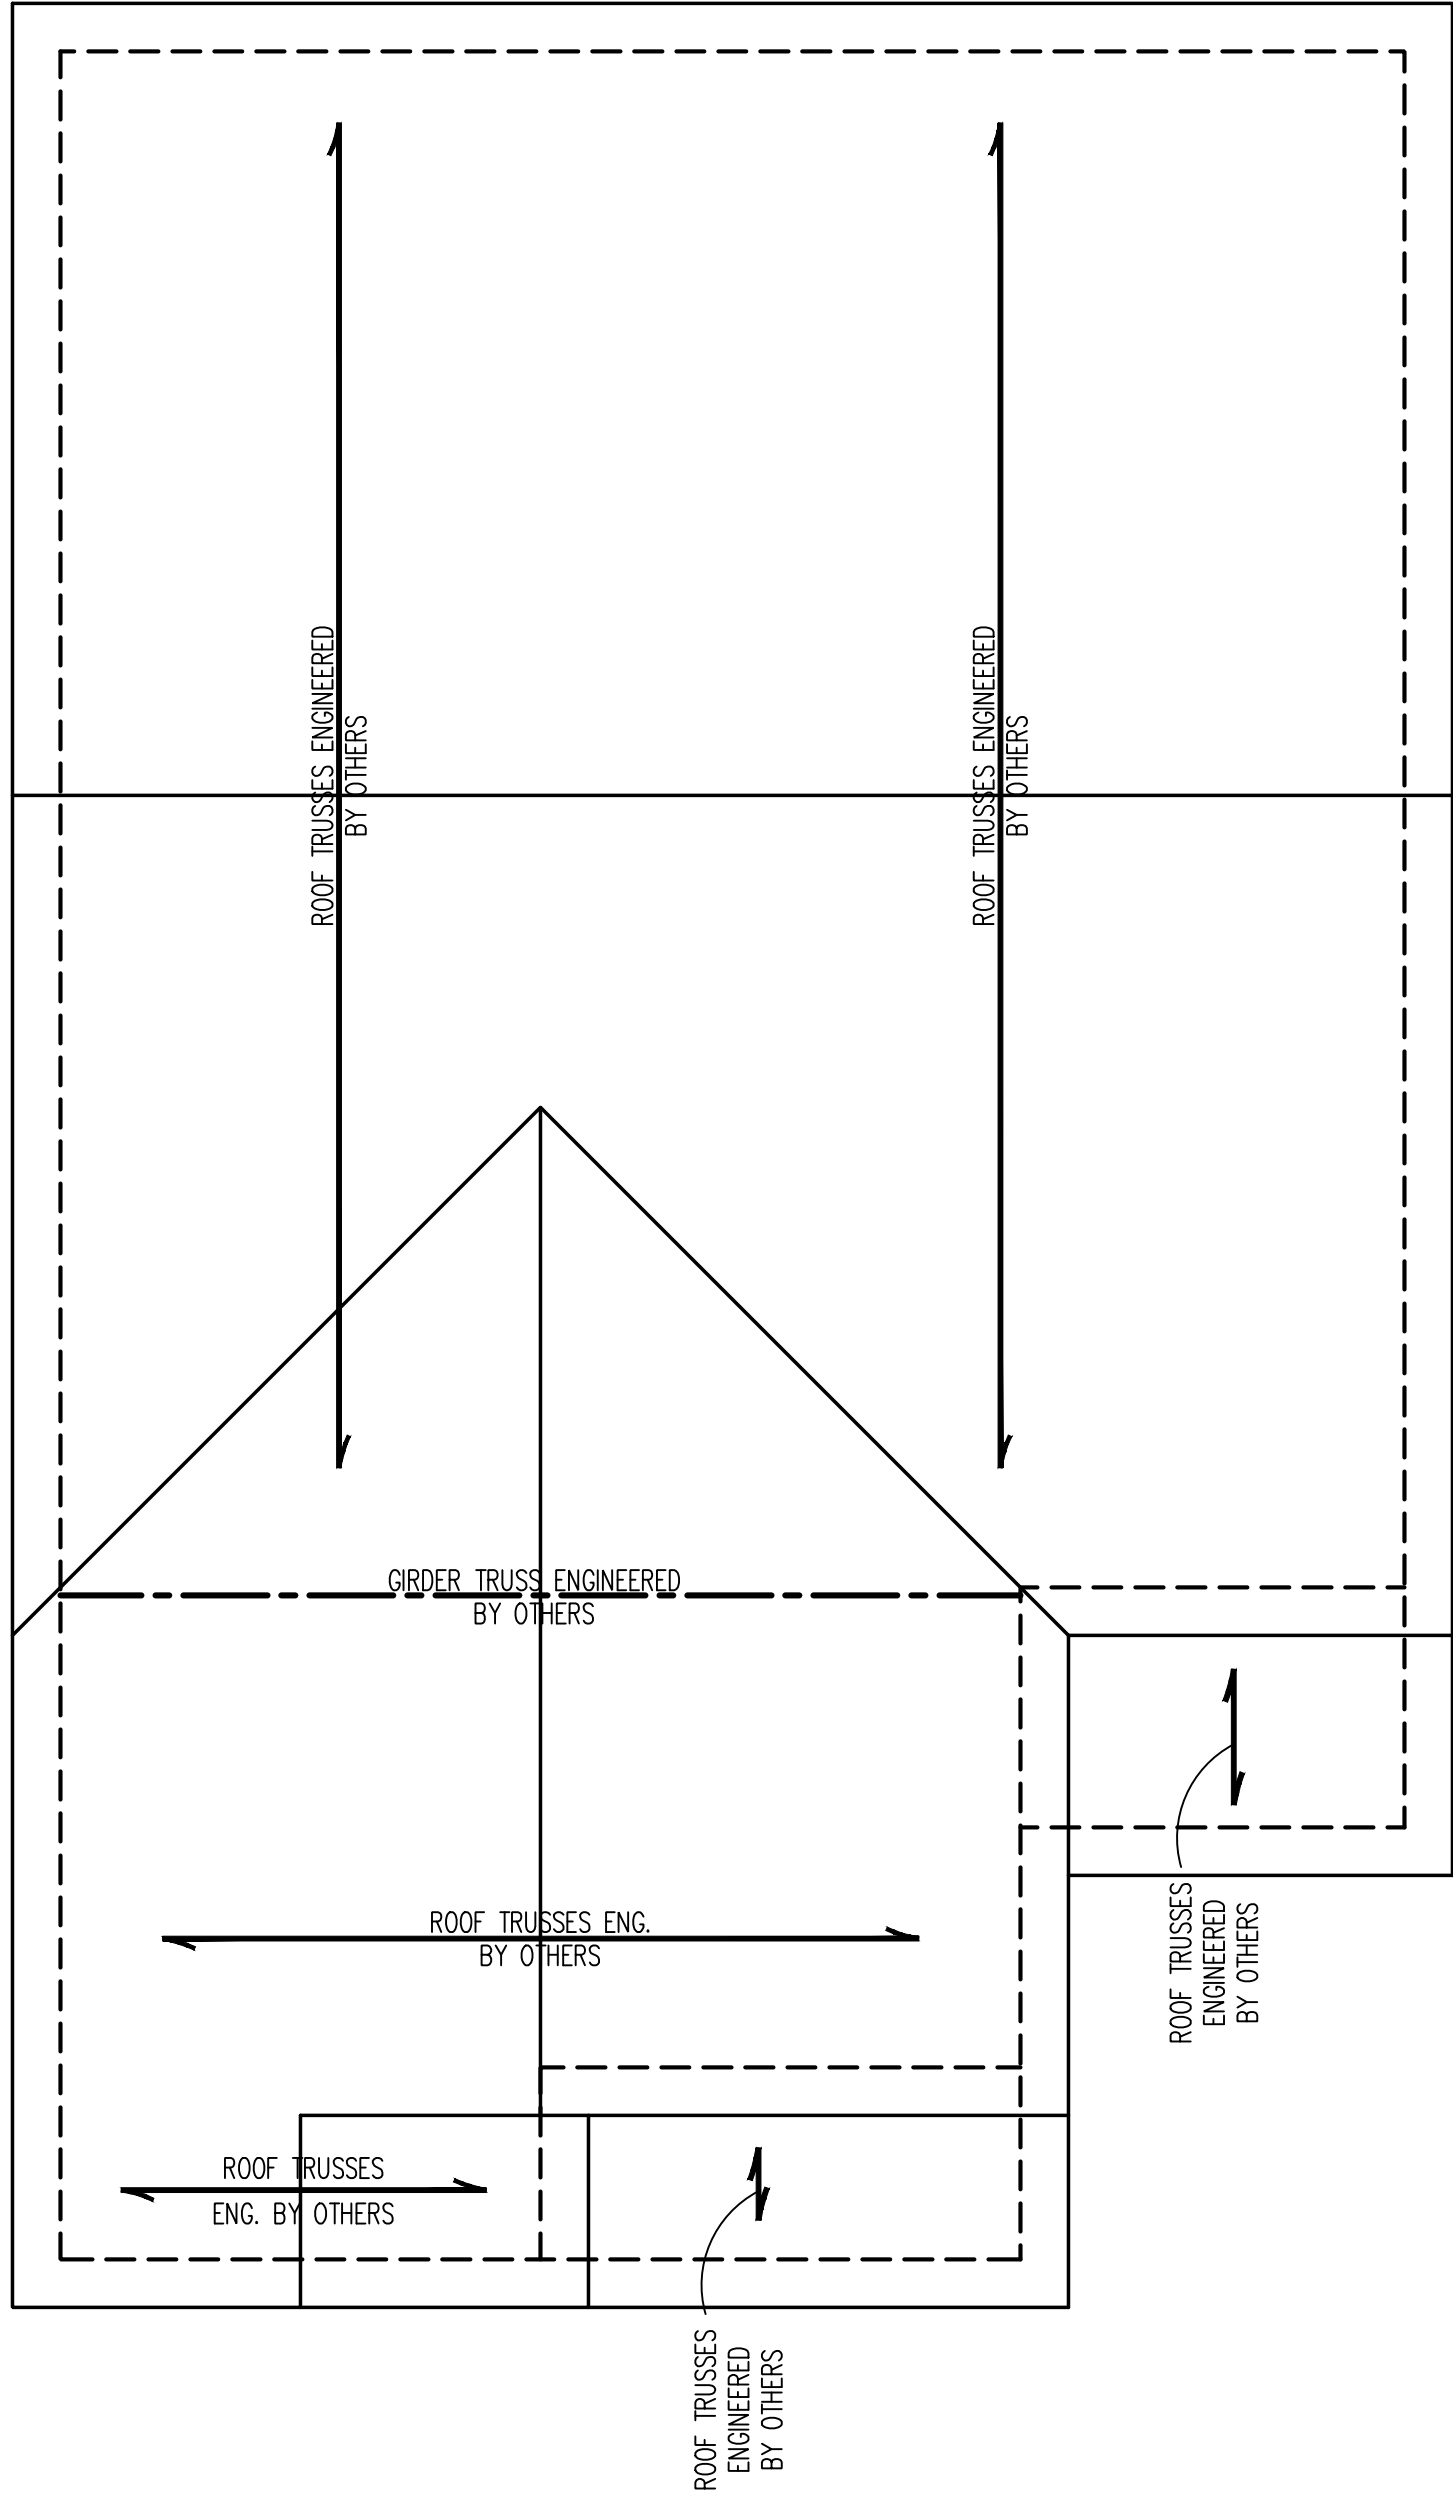 ROOF TRUSSES ENGINEERED
BY OTHERS
ROOF TRUSSES ENGINEERED
BY OTHERS
GIRDER TRUSS ENGINEERED
BY OTHERS
ROOF TRUSSES ENG.
BY OTHERS
ROOF TRUSSES
ENGINEERED
BY OTHERS
ROOF TRUSSES
ENG. BY OTHERS
ROOF TRUSSES
ENGINEERED
BY OTHERS